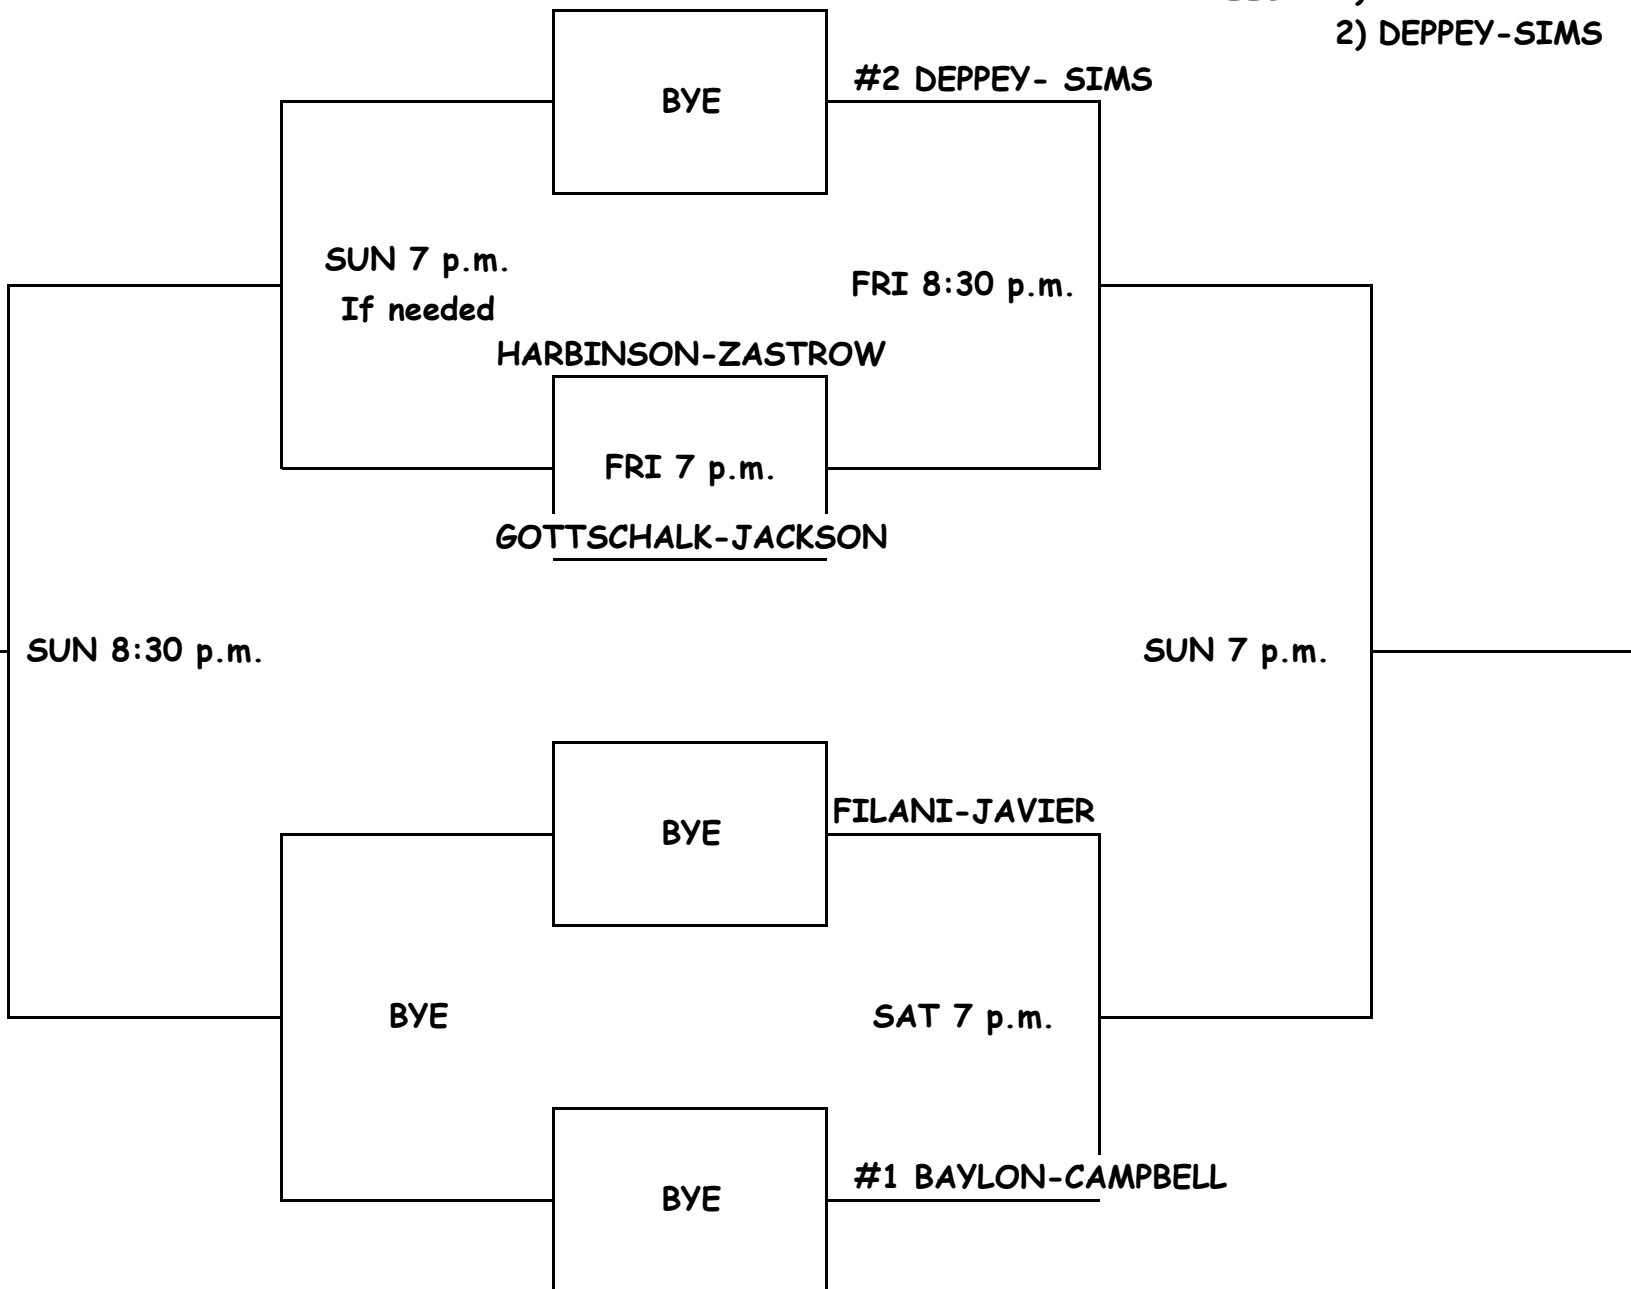 2) DEPPEY-SIMS
#2 DEPPEY- SIMS
BYE
SUN 7 p.m.
If needed
FRI 8:30 p.m.
HARBINSON-ZASTROW
FRI 7 p.m.
GOTTSCHALK-JACKSON
SUN 8:30 p.m.
SUN 7 p.m.
FILANI-JAVIER
BYE
BYE
SAT 7 p.m.
#1 BAYLON-CAMPBELL
BYE